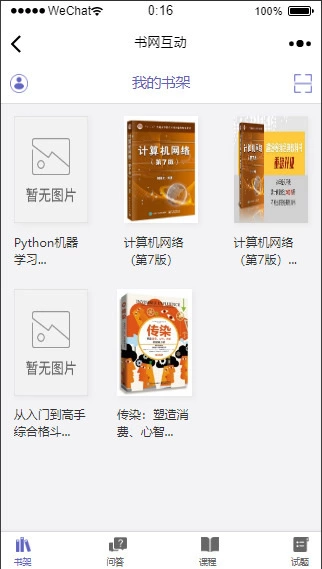 WeChat
0:16
100%
书网互动
我的书架
暂无图片
计算机网络
（第7版）
重磅升级
Python机器
学习...
计算机网络
（第7版）
计算机网络
（第7版）...
暂无图片
传染
从入门到高手
综合格斗...
传染：塑造消
费、心智...
书架
问答
课程
试题